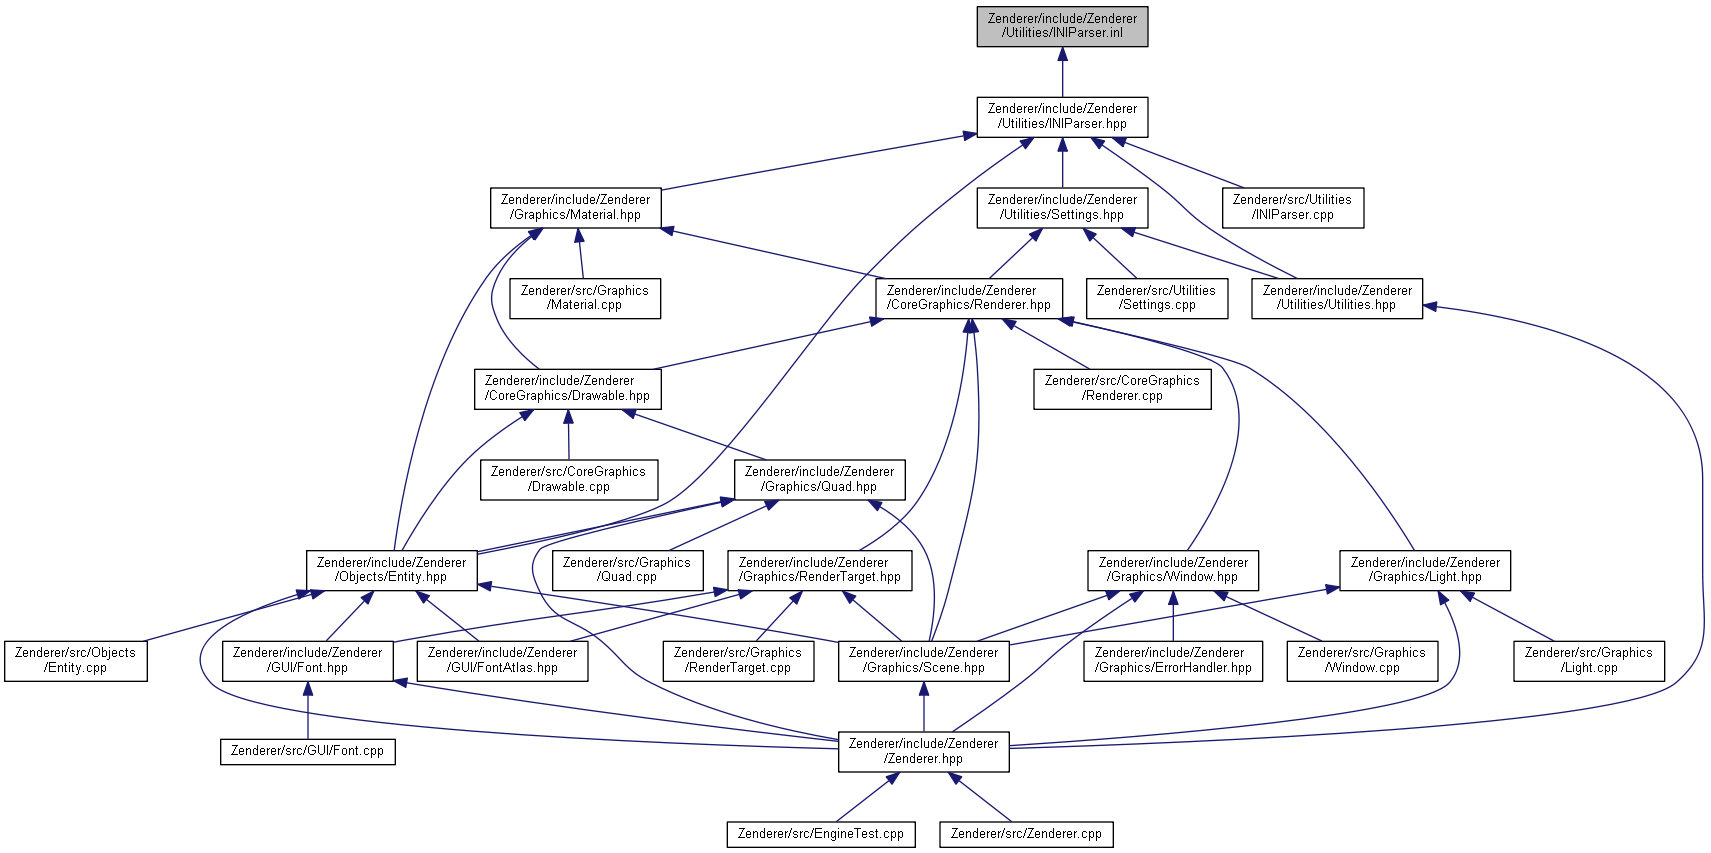 Zenderer/include/Zenderer
/Utilities/INIParser.inl
Zenderer/include/Zenderer
/Utilities/INIParser.hpp
Zenderer/include/Zenderer
/Graphics/Material.hpp
Zenderer/include/Zenderer
/Utilities/Settings.hpp
Zenderer/src/Utilities
/INIParser.cpp
Zenderer/src/Graphics
/Material.cpp
Zenderer/include/Zenderer
/CoreGraphics/Renderer.hpp
Zenderer/src/Utilities
/Settings.cpp
Zenderer/include/Zenderer
/Utilities/Utilities.hpp
Zenderer/include/Zenderer
/CoreGraphics/Drawable.hpp
Zenderer/src/CoreGraphics
/Renderer.cpp
Zenderer/src/CoreGraphics
/Drawable.cpp
Zenderer/include/Zenderer
/Graphics/Quad.hpp
Zenderer/include/Zenderer
/Objects/Entity.hpp
Zenderer/src/Graphics
/Quad.cpp
Zenderer/include/Zenderer
/Graphics/RenderTarget.hpp
Zenderer/include/Zenderer
/Graphics/Window.hpp
Zenderer/include/Zenderer
/Graphics/Light.hpp
Zenderer/src/Objects
/Entity.cpp
Zenderer/include/Zenderer
/GUI/Font.hpp
Zenderer/include/Zenderer
/GUI/FontAtlas.hpp
Zenderer/src/Graphics
/RenderTarget.cpp
Zenderer/include/Zenderer
/Graphics/Scene.hpp
Zenderer/include/Zenderer
/Graphics/ErrorHandler.hpp
Zenderer/src/Graphics
/Window.cpp
Zenderer/src/Graphics
/Light.cpp
Zenderer/src/GUI/Font.cpp
Zenderer/include/Zenderer
/Zenderer.hpp
Zenderer/src/EngineTest.cpp
Zenderer/src/Zenderer.cpp